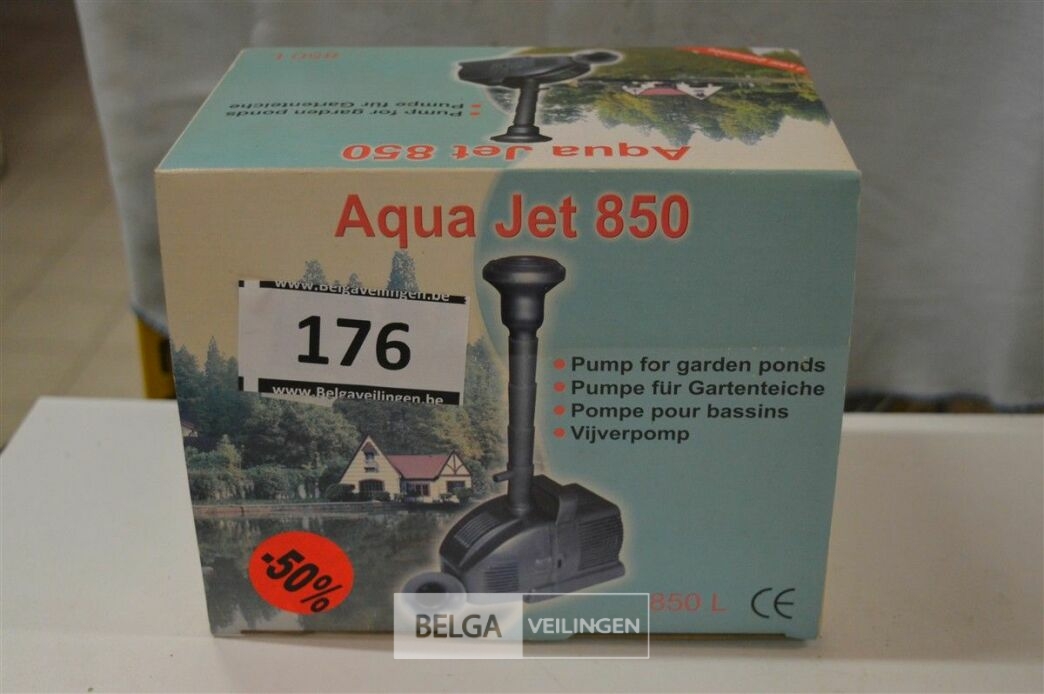 850 L
Pump for garden ponds
Pumpe für Gartenteiche
Aqua Jet 850
Aqua Jet 850
www.Belgaveilingen.be
176
www.Belgaveilingen.be
Pump for garden ponds
Pumpe für Gartenteiche
Pompe pour bassins
Vijverpomp
-50%
850 L
CE
BELGA VEILINGEN